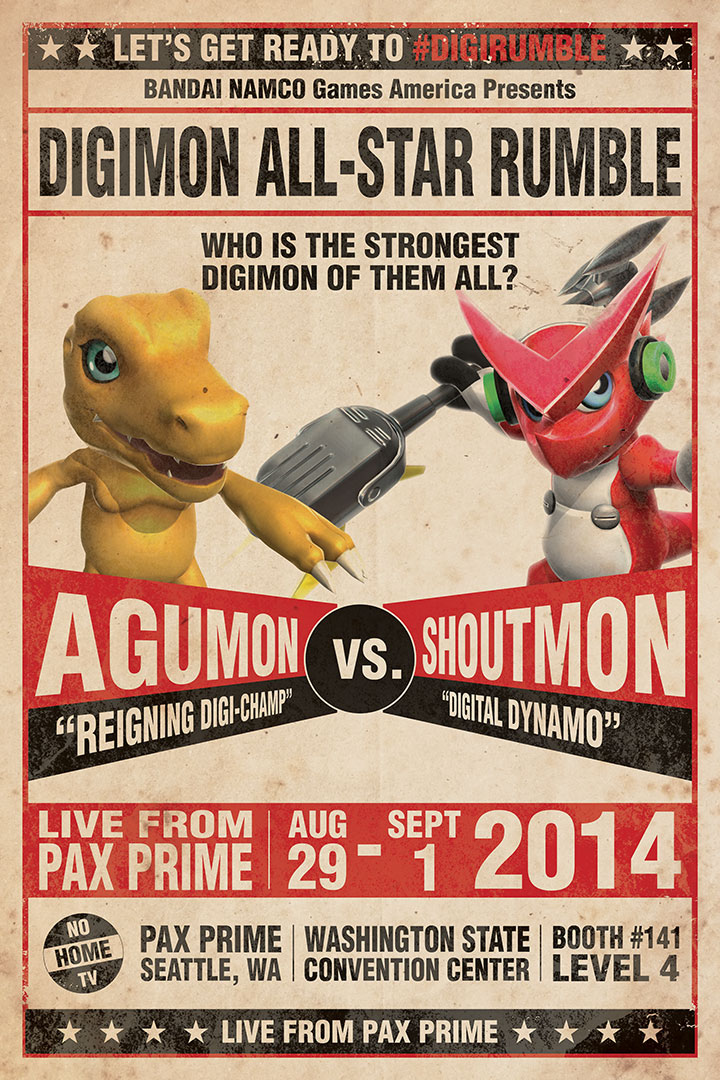 LET'S GET READY TO #DIGIRUMBLE
BANDAI NAMCO Games America Presents
DIGIMON ALL-STAR RUMBLE
WHO IS THE STRONGEST
DIGIMON OF THEM ALL?
AGUMON
VS.
SHOUTMON
"REIGNING DIGI-CHAMP"
"DIGITAL DYNAMO"
LIVE FROM
PAX PRIME
AUG
29
-
SEPT
1
2014
NO
HOME
TV
PAX PRIME
SEATTLE, WA
WASHINGTON STATE
CONVENTION CENTER
BOOTH #141
LEVEL 4
LIVE FROM PAX PRIME